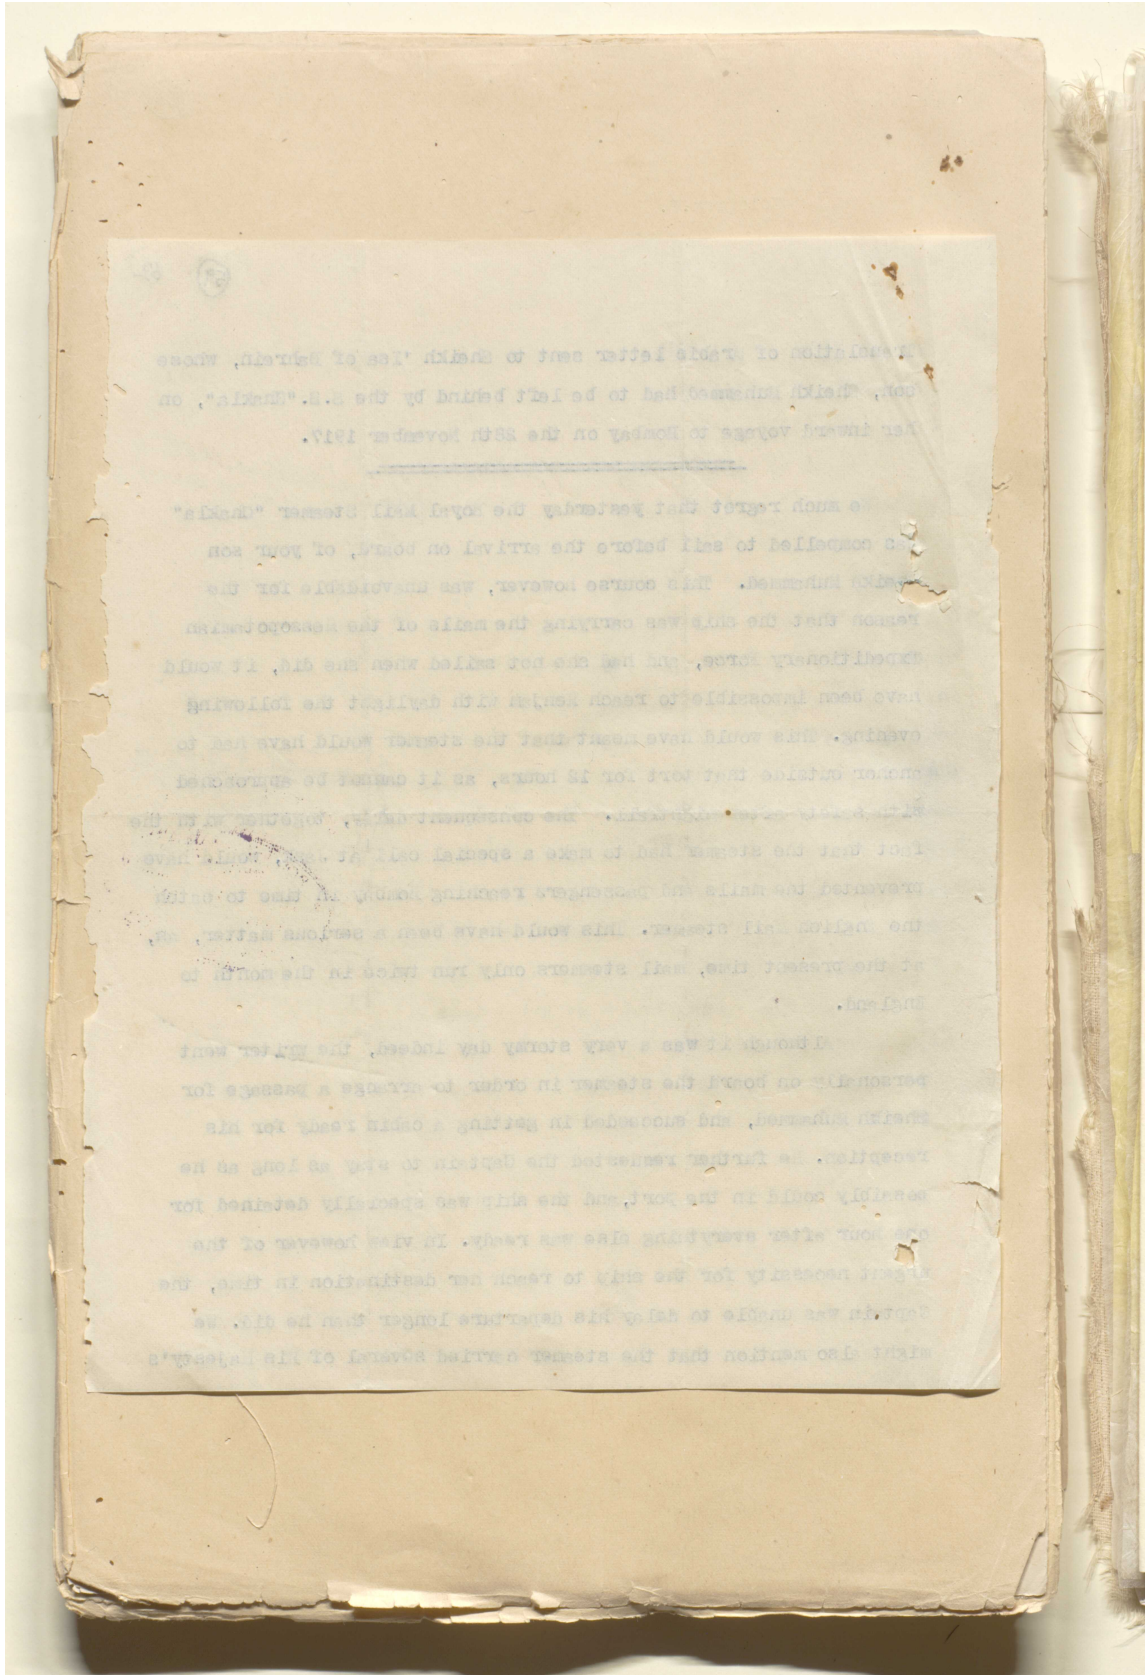 Translation of Arabic letter sent to Sheikh 'Isa of Bahrein, whose
son, Sheikh Muhammed had to be left behind by the S.S. "Chakla", on
her inward voyage to Bombay on the 28th November 1917.
We much regret that yesterday the Royal Mail Steamer "Chakla"
was compelled to sail before the arrival on board, of your son
Sheikh Muhammed. This course however, was unavoidable for the
reason that the ship was carrying the mails of the Mesopotamian
Expeditionary Force, and had she not sailed when she did, it would
have been impossible to reach Henjam with daylight the following
evening. This would have meant that the steamer would have had to
anchor outside that port for 12 hours, as it cannot be approached
with safety after nightfall. The consequent delay, together with the
fact that the steamer had to make a special call at, would have
prevented the mails and passengers reaching Bombay in time to catch
the English Mail steamer. This would have been a serious matter, as,
at the present time, mail steamers only run twice in the month to
England.
Although it was a very stormy day indeed, the writer went
personally on board the steamer in order to arrange a passage for
Sheikh Muhammed, and succeeded in getting a cabin ready for his
reception. He further requested the Captain to stay as long as he
possibly could in the port, and the ship was specially detained for
one hour after everything else was ready. In view however of the
urgent necessity for the ship to reach her destination in time, the
Captain was unable to delay his departure longer than he did. We
might also mention that the steamer carried several of His Majesty's